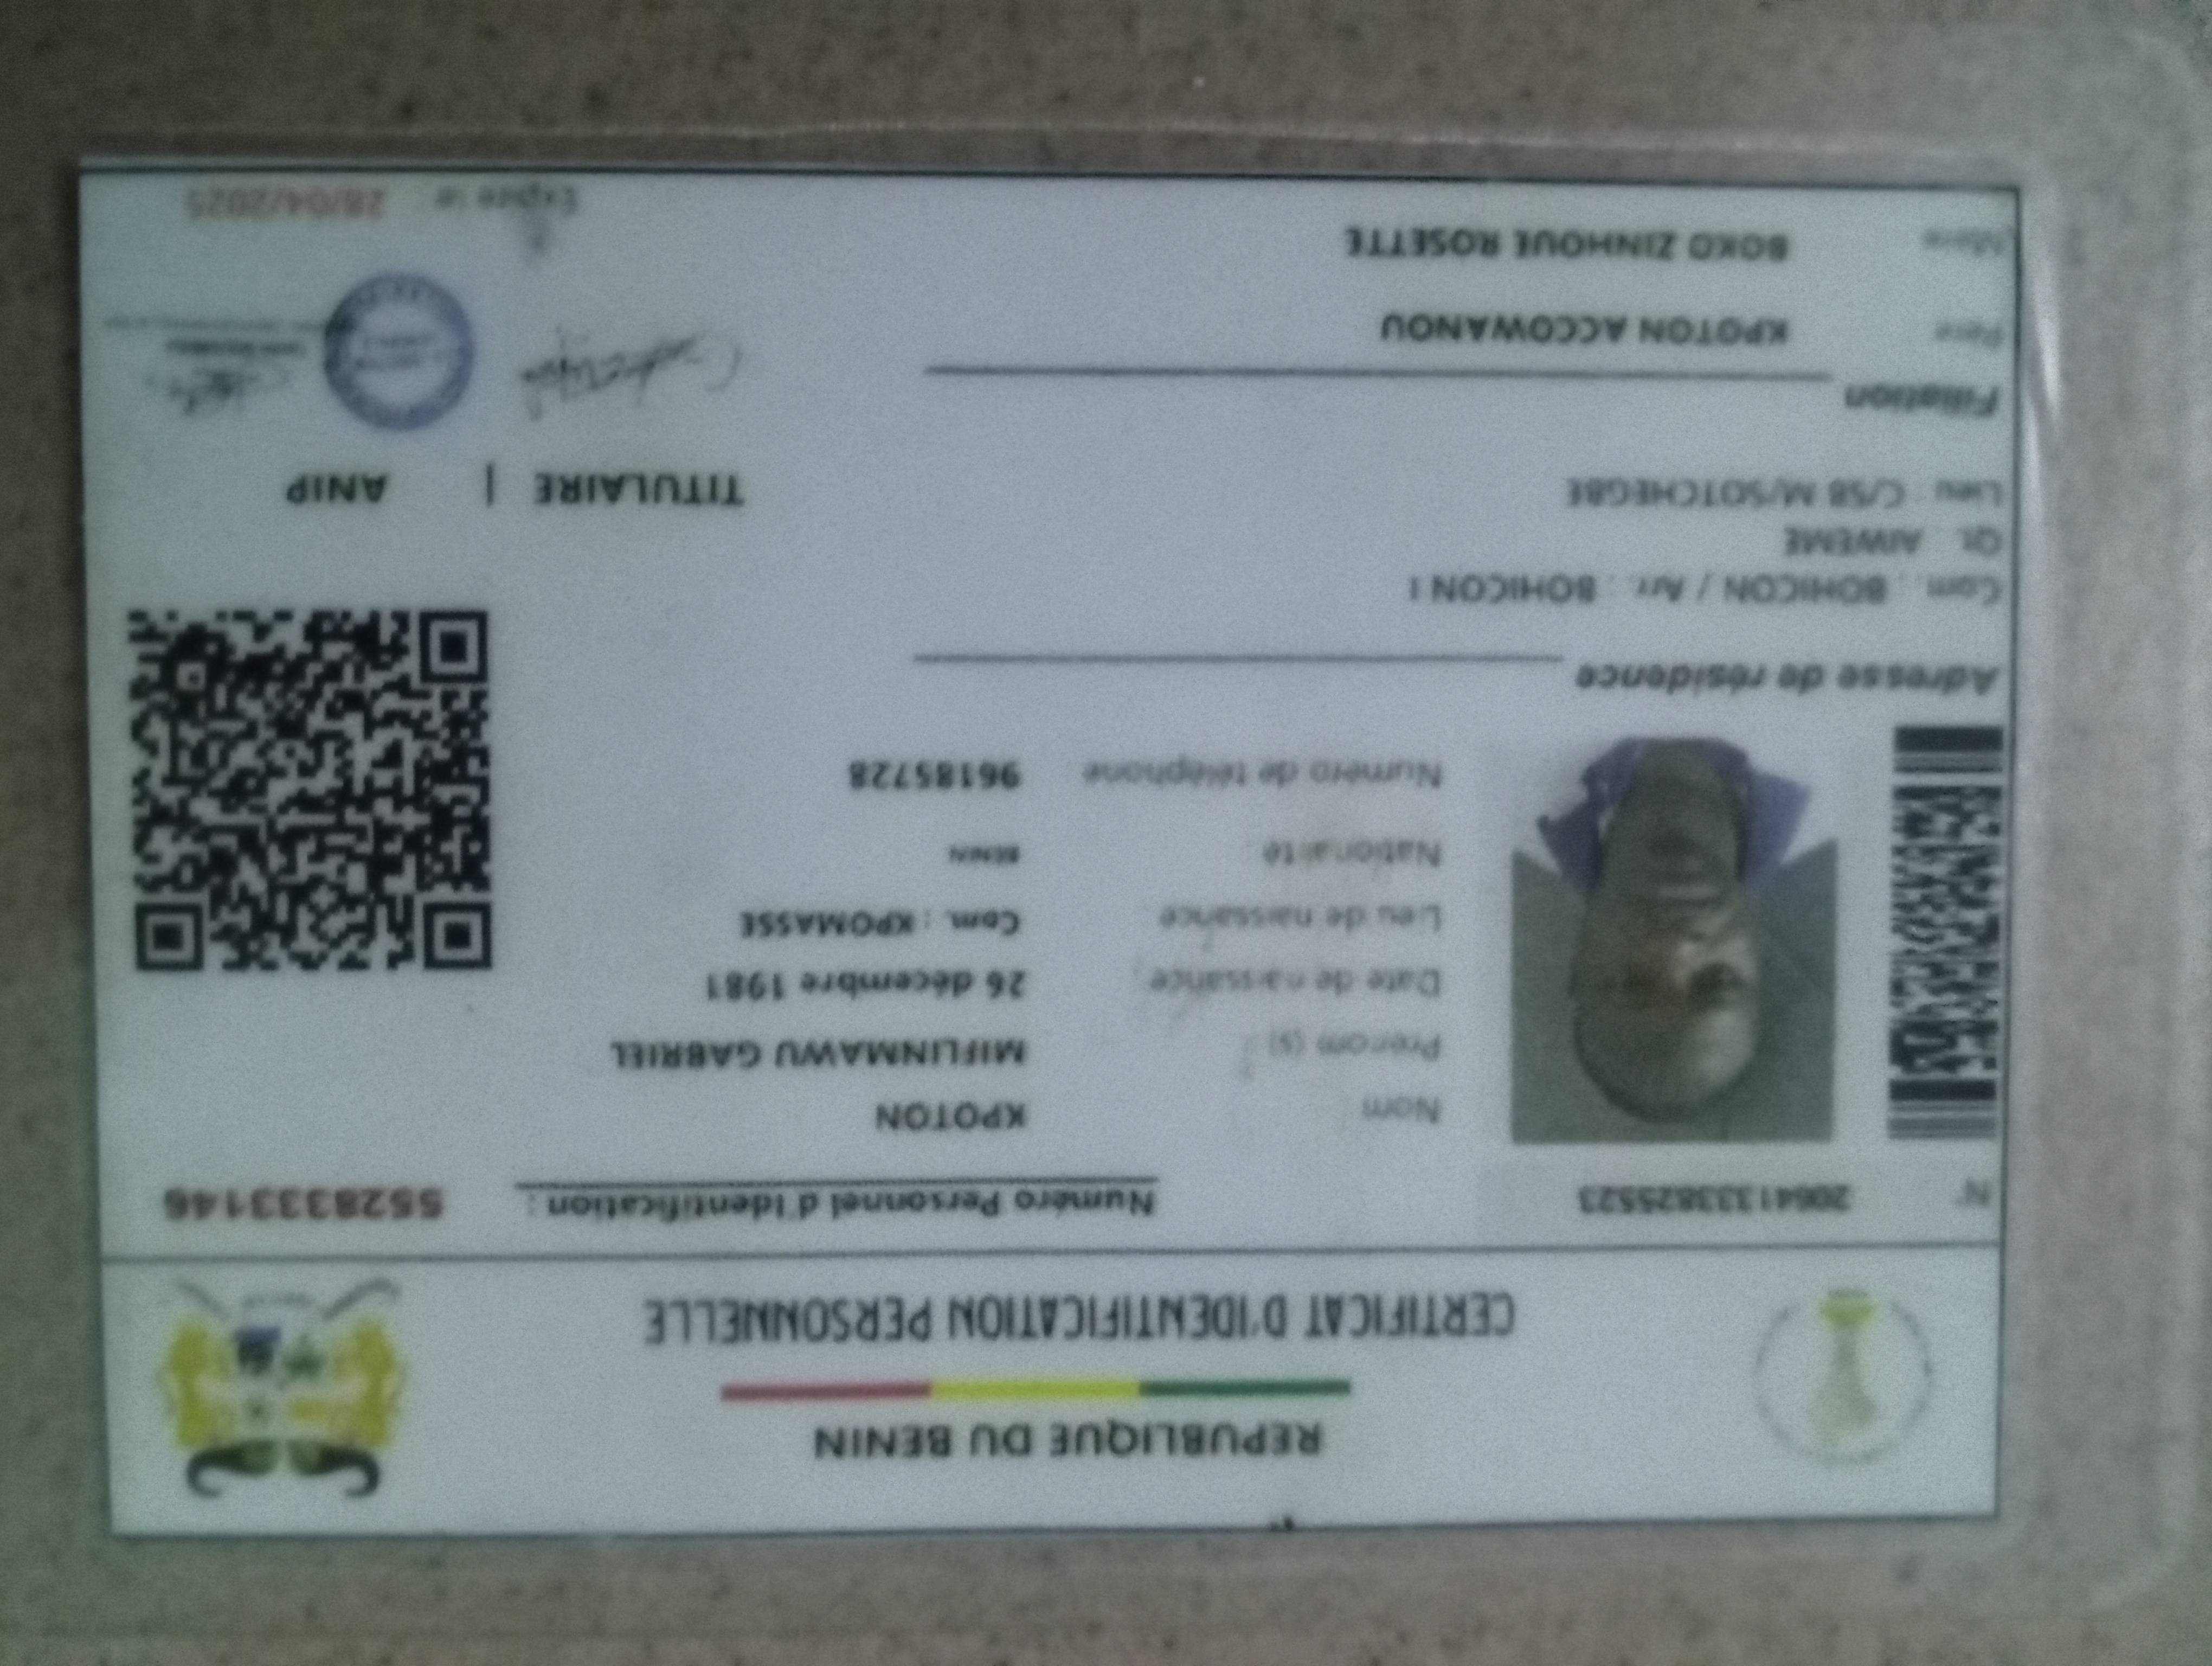 REPUBLIQUE DU BENIN
CERTIFICAT D'IDENTIFICATION PERSONNELLE
N° 20641333825523
Numéro Personnel d'Identification : 5528333146
Nom KPOTON
Prénom (s) MIFLINMAWU GABRIEL
Date de naissance 26 décembre 1981
Lieu de naissance Com. : KPOMASSE
Nationalité BENIN
Numéro de téléphone 96185728
Adresse de résidence
Com. : BOHICON / Arr. : BOHICON I
Qt. : AIWEME
Lieu : C/SB M/SOTCHEGBE
TITULAIRE | ANIP
Filiation
Père KPOTON ACCOWANOU
Mère BOKO ZINHOUE ROSETTE
Expire le 28/04/2025